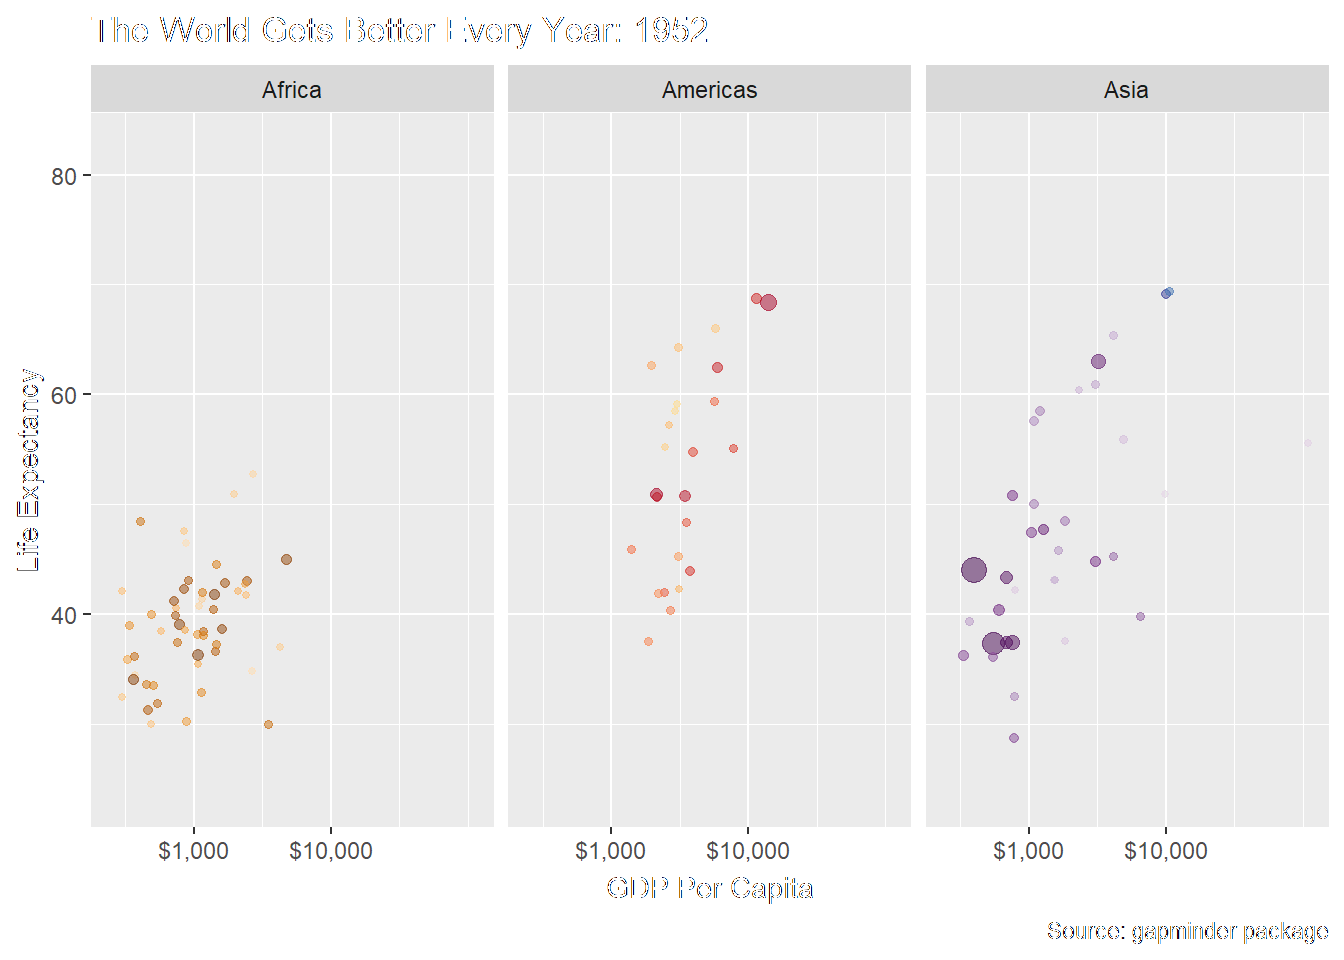 The World Gets Better Every Year: 1952
Africa
Americas
Asia
80
60
40
Life Expectancy
$1,000 $10,000
$1,000 $10,000
$1,000 $10,000
GDP Per Capita
Source: gapminder package